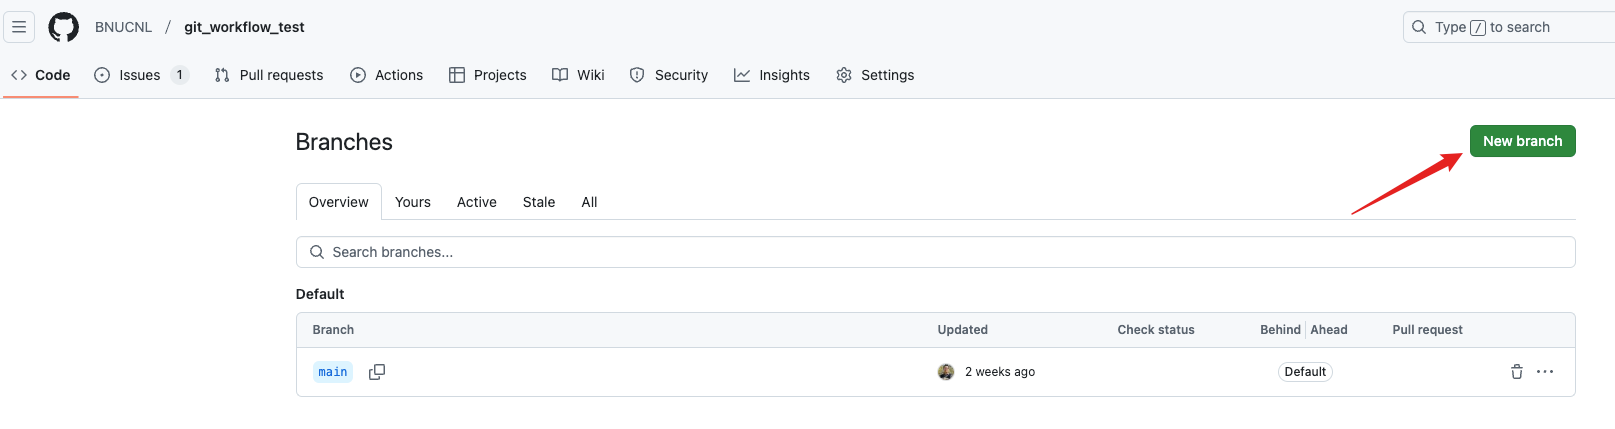 BNUCNL / git_workflow_test
Type / to search
Code Issues 1 Pull requests Actions Projects Wiki Security Insights Settings
Branches
New branch
Overview Yours Active Stale All
Search branches...
Default
Branch Updated Check status Behind Ahead Pull request
main 2 weeks ago Default